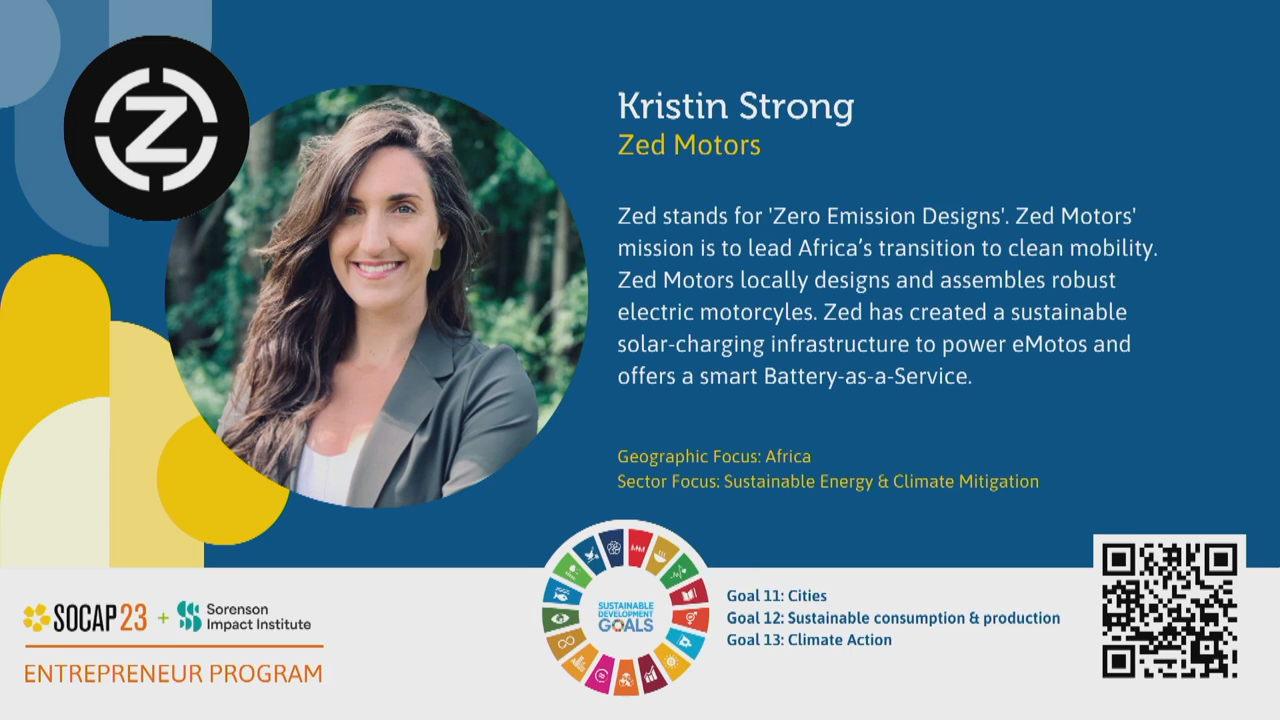 Z
Kristin Strong
Zed Motors
Zed stands for 'Zero Emission Designs'. Zed Motors'
mission is to lead Africa’s transition to clean mobility.
Zed Motors locally designs and assembles robust
electric motorcyles. Zed has created a sustainable
solar-charging infrastructure to power eMotos and
offers a smart Battery-as-a-Service.
Geographic Focus: Africa
Sector Focus: Sustainable Energy & Climate Mitigation
SOCAP 23 + Sorenson
Impact Institute
ENTREPRENEUR PROGRAM
SUSTAINABLE
DEVELOPMENT
GOALS
Goal 11: Cities
Goal 12: Sustainable consumption & production
Goal 13: Climate Action